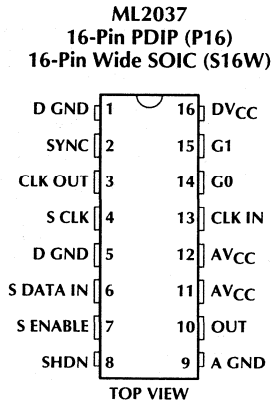 ML2037
16-Pin PDIP (P16)
16-Pin Wide SOIC (S16W)
D GND 1 16 DVCC
SYNC 2 15 G1
CLK OUT 3 14 G0
S CLK 4 13 CLK IN
D GND 5 12 AVCC
S DATA IN 6 11 AVCC
S ENABLE 7 10 OUT
SHDN 8 9 A GND
TOP VIEW